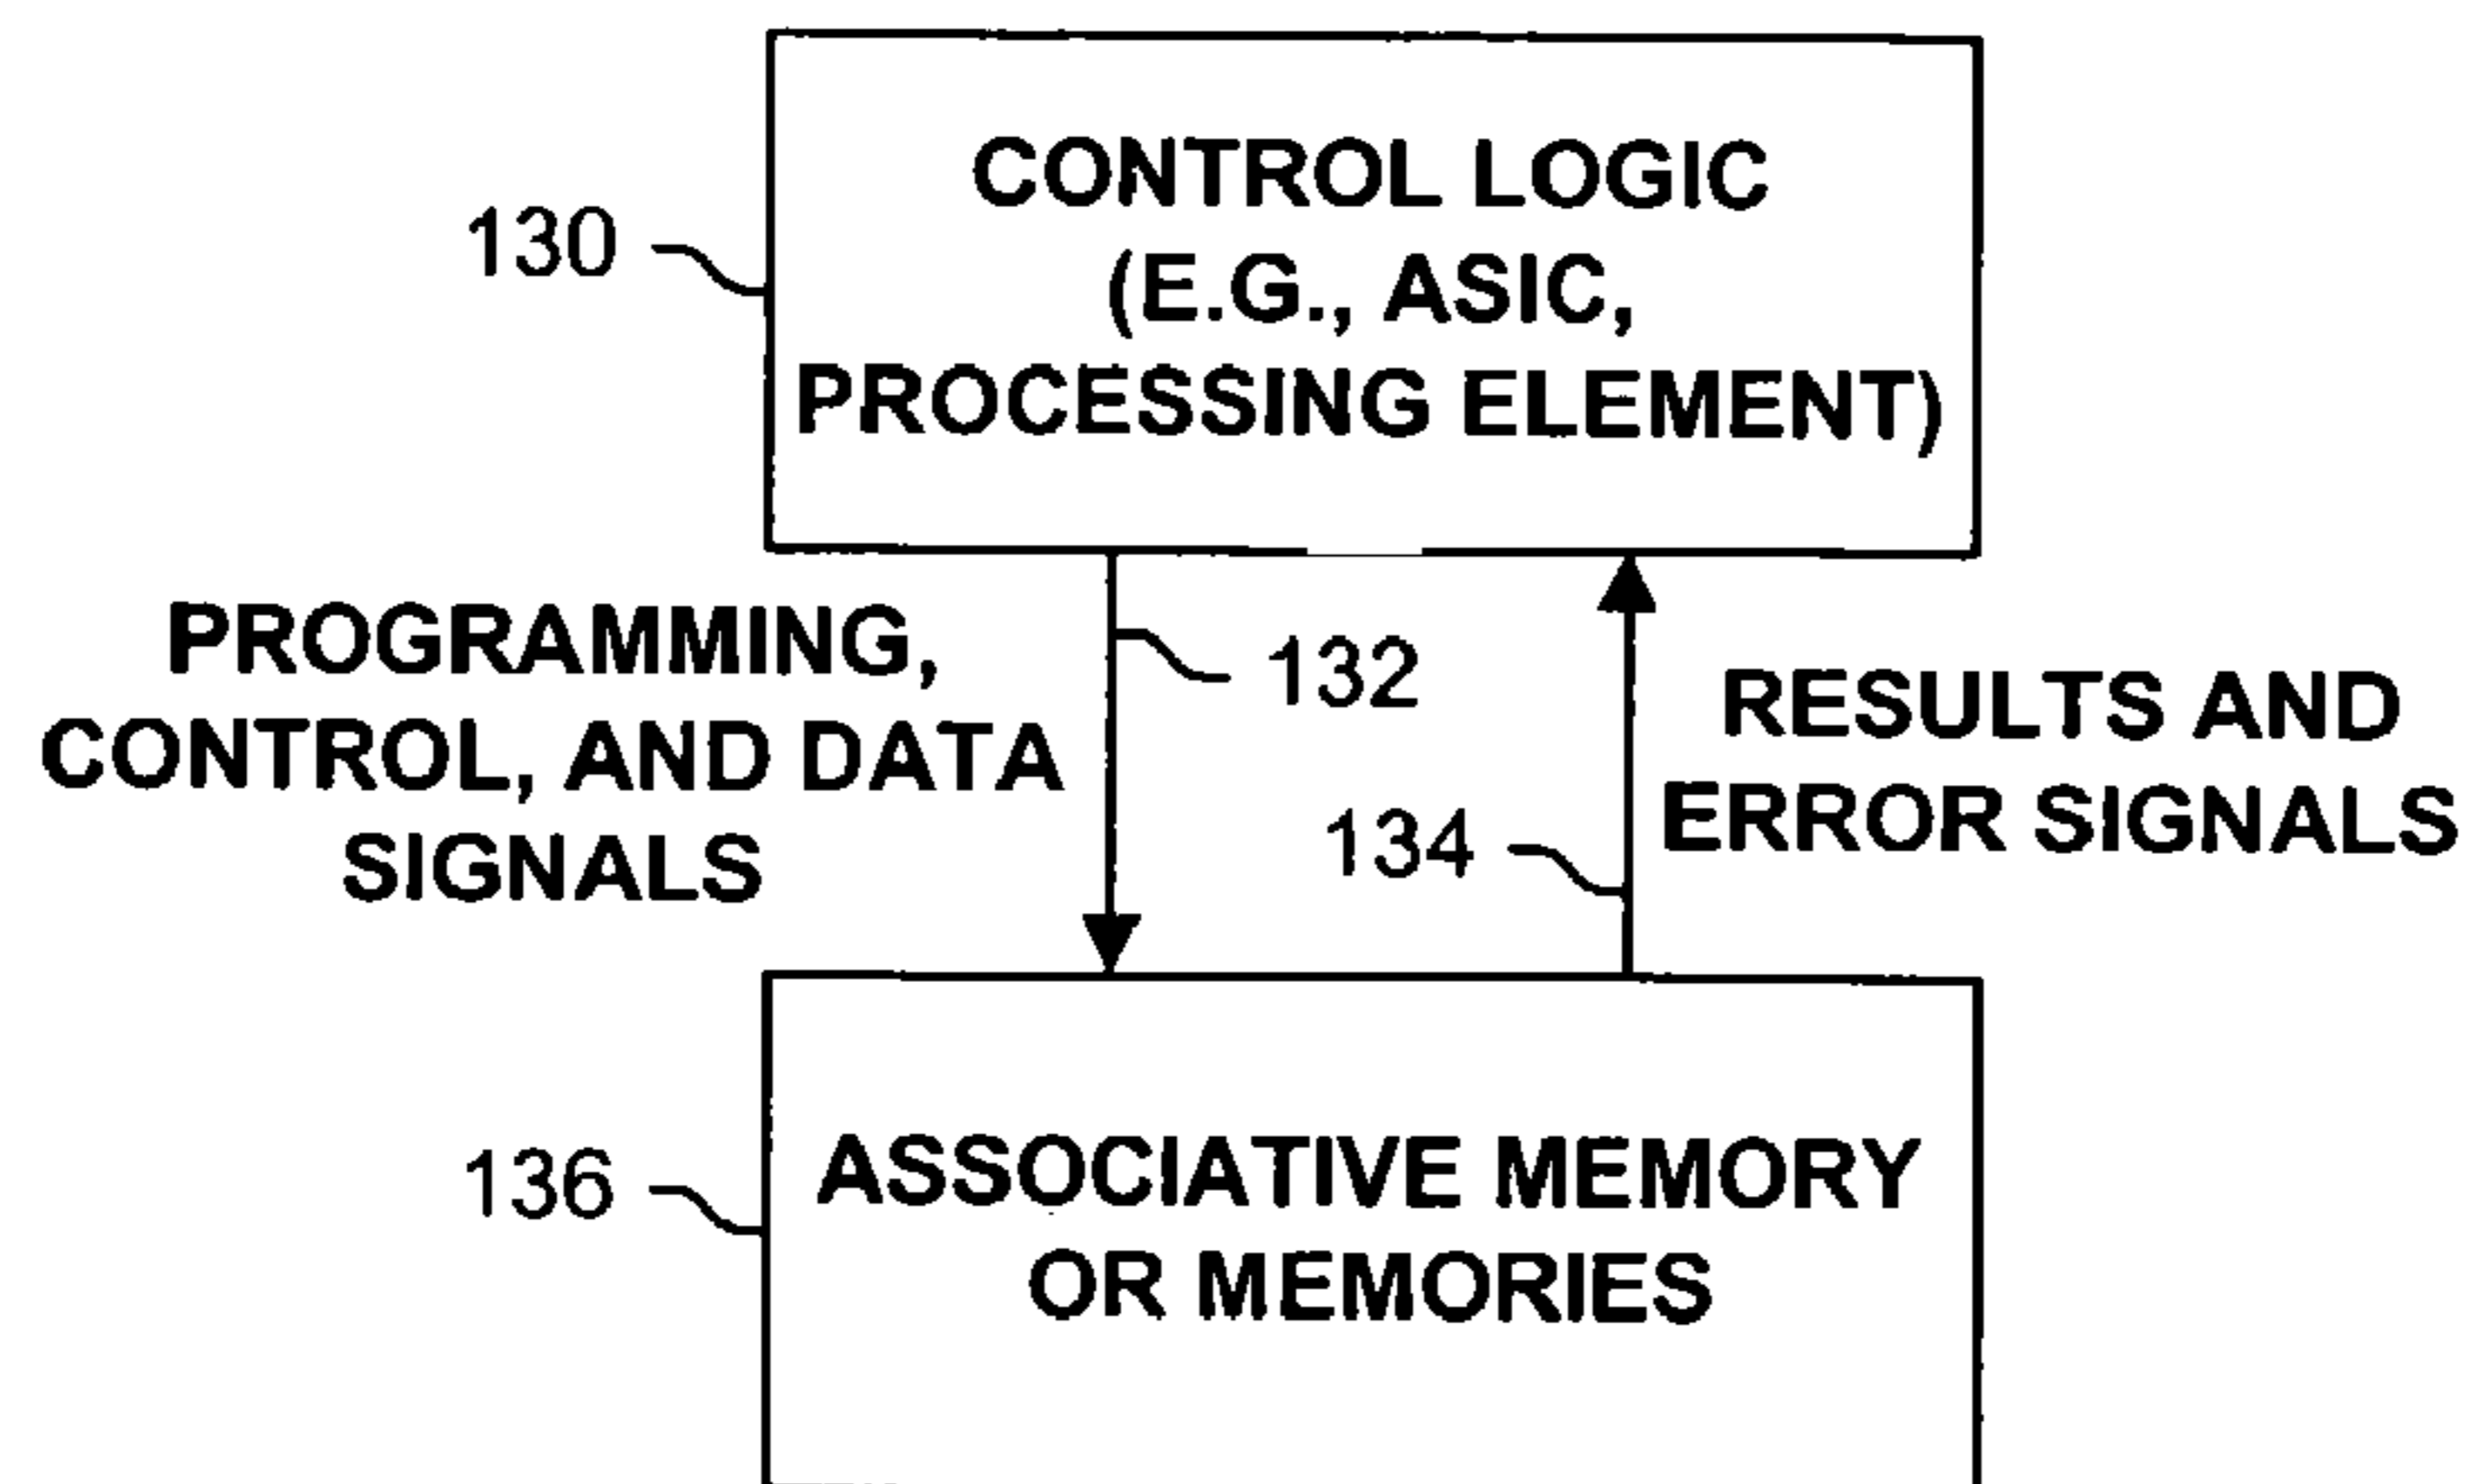 CONTROL LOGIC
(E.G., ASIC,
PROCESSING ELEMENT)
130
PROGRAMMING,
CONTROL, AND DATA
SIGNALS
132
134
RESULTS AND
ERROR SIGNALS
136
ASSOCIATIVE MEMORY
OR MEMORIES